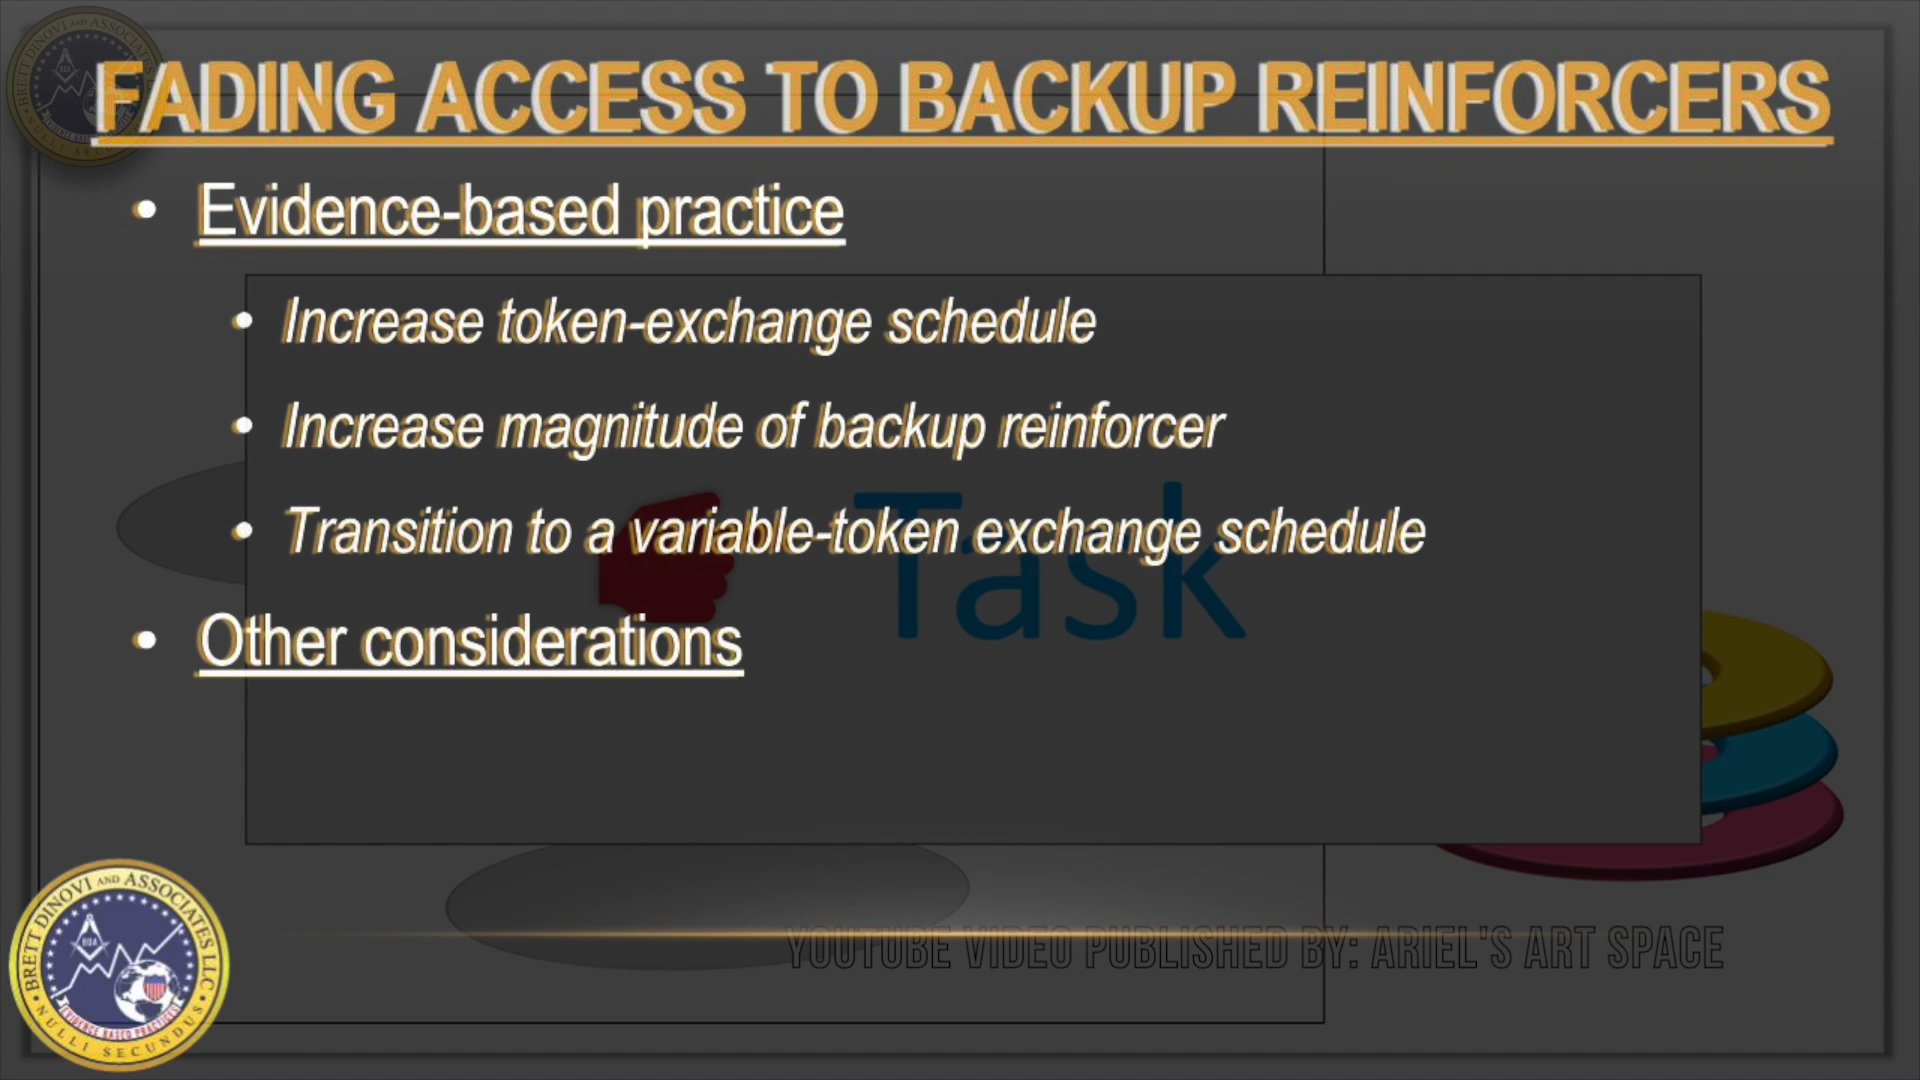 FADING ACCESS TO BACKUP REINFORCERS
• Evidence-based practice
• Increase token-exchange schedule
• Increase magnitude of backup reinforcer
• Transition to a variable-token exchange schedule
Task
• Other considerations
YOUTUBE VIDEO PUBLISHED BY: ARIEL'S ART SPACE
BRETT DINOVI AND ASSOCIATES LLC
BDA
EVIDENCE BASED PRACTICES
NULLI SECUNDUS